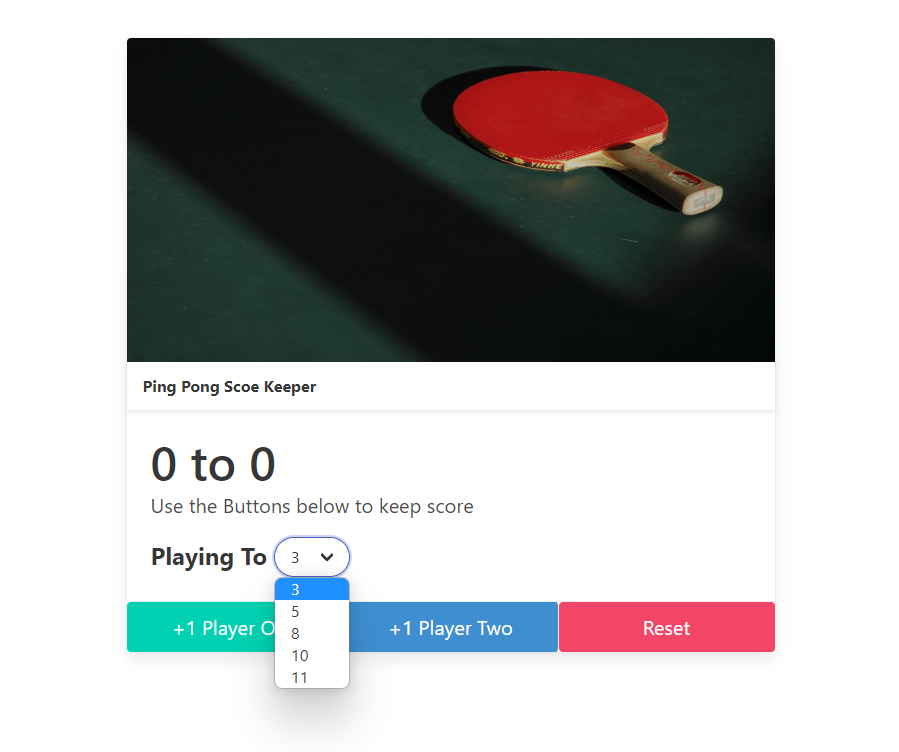 YINHE
Ping Pong Scoe Keeper
0 to 0
Use the Buttons below to keep score
Playing To 3
3
5
8
10
11
+1 Player O
+1 Player Two
Reset